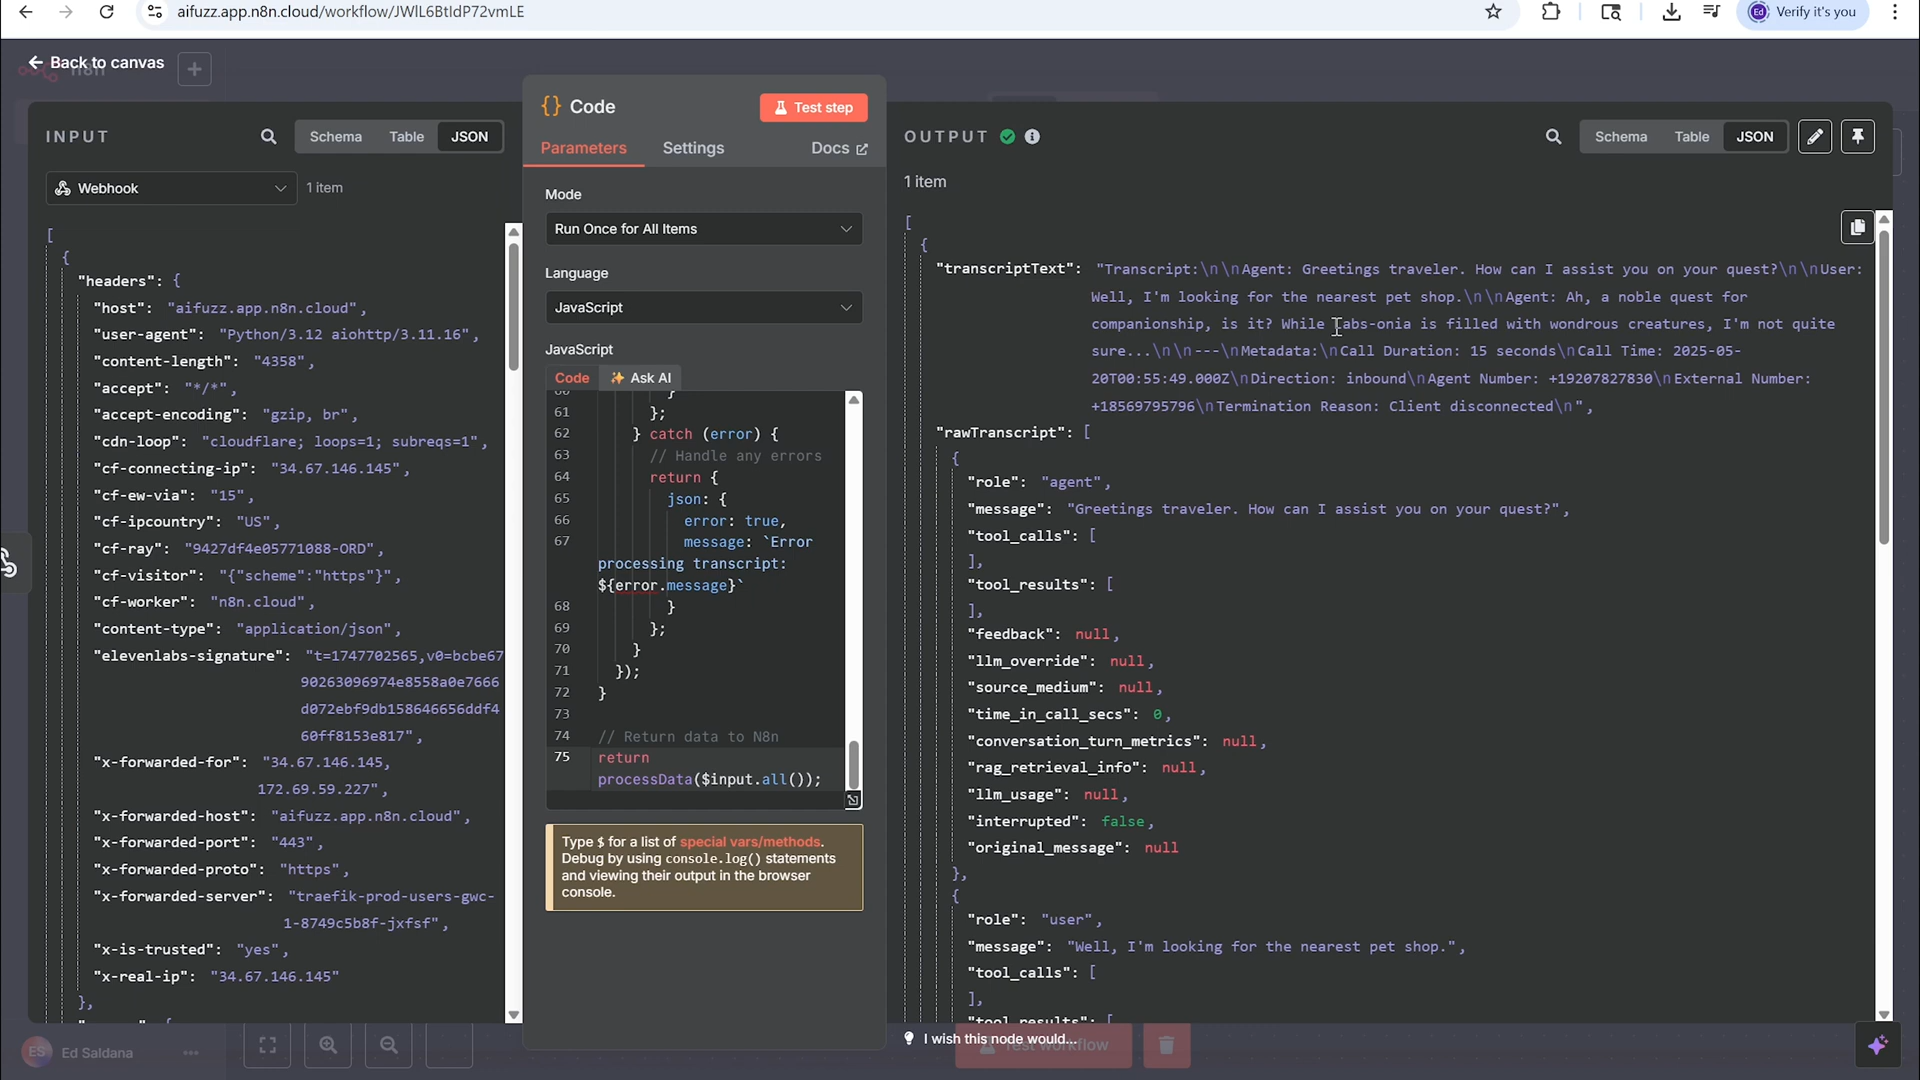 aifuzz.app.n8n.cloud/workflow/JWlL6BtIdP72vmLE
Ed
Verify it's you
Back to canvas
n8n
INPUT
Schema
Table
JSON
Webhook
1 item
[
{
"headers": {
"host": "aifuzz.app.n8n.cloud",
"user-agent": "Python/3.12 aiohttp/3.11.16",
"content-length": "4358",
"accept": "*/*",
"accept-encoding": "gzip, br",
"cdn-loop": "cloudflare; loops=1; subreqs=1",
"cf-connecting-ip": "34.67.146.145",
"cf-ew-via": "15",
"cf-ipcountry": "US",
"cf-ray": "9427df4e05771088-ORD",
"cf-visitor": "{"scheme":"https"}",
"cf-worker": "n8n.cloud",
"content-type": "application/json",
"elevenlabs-signature": "t=1747702565,v0=bcbe67
90263096974e8558a0e7666
d072ebf9db158646656ddf4
60ff8153e817",
"x-forwarded-for": "34.67.146.145,
172.69.59.227",
"x-forwarded-host": "aifuzz.app.n8n.cloud",
"x-forwarded-port": "443",
"x-forwarded-proto": "https",
"x-forwarded-server": "traefik-prod-users-gwc-
1-8749c5b8f-jxfsf",
"x-is-trusted": "yes",
"x-real-ip": "34.67.146.145"
},
{} Code
Test step
Parameters
Settings
Docs
Mode
Run Once for All Items
Language
JavaScript
JavaScript
Code
Ask AI
60 }
61 };
62 } catch (error) {
63 // Handle any errors
64 return {
65 json: {
66 error: true,
67 message: `Error
processing transcript:
${error.message}`
68 }
69 };
70 }
71 });
72 }
73
74 // Return data to N8n
75 return
processData($input.all());
Type $ for a list of special vars/methods.
Debug by using console.log() statements
and viewing their output in the browser
console.
OUTPUT
Schema
Table
JSON
1 item
[
{
"transcriptText": "Transcript:\n\nAgent: Greetings traveler. How can I assist you on your quest?\n\nUser:
Well, I'm looking for the nearest pet shop.\n\nAgent: Ah, a noble quest for
companionship, is it? While Labs-onia is filled with wondrous creatures, I'm not quite
sure...\n\n---\nMetadata:\nCall Duration: 15 seconds\nCall Time: 2025-05-
20T00:55:49.000Z\nDirection: inbound\nAgent Number: +19207827830\nExternal Number:
+18569795796\nTermination Reason: Client disconnected\n",
"rawTranscript": [
{
"role": "agent",
"message": "Greetings traveler. How can I assist you on your quest?",
"tool_calls": [
],
"tool_results": [
],
"feedback": null,
"llm_override": null,
"source_medium": null,
"time_in_call_secs": 0,
"conversation_turn_metrics": null,
"rag_retrieval_info": null,
"llm_usage": null,
"interrupted": false,
"original_message": null
},
{
"role": "user",
"message": "Well, I'm looking for the nearest pet shop.",
"tool_calls": [
],
"tool_results": [
I wish this node would...
Test workflow
ES
Ed Saldana